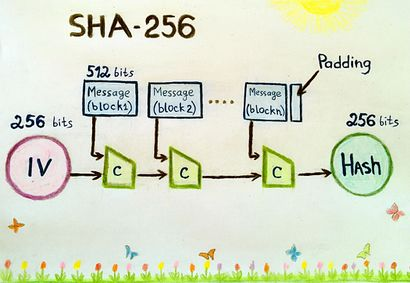 SHA-256
512 bits
Padding
Message
(block1)
Message
(block2)
.....
Message
(blockn)
256 bits
256 bits
IV
C
C
C
HASH